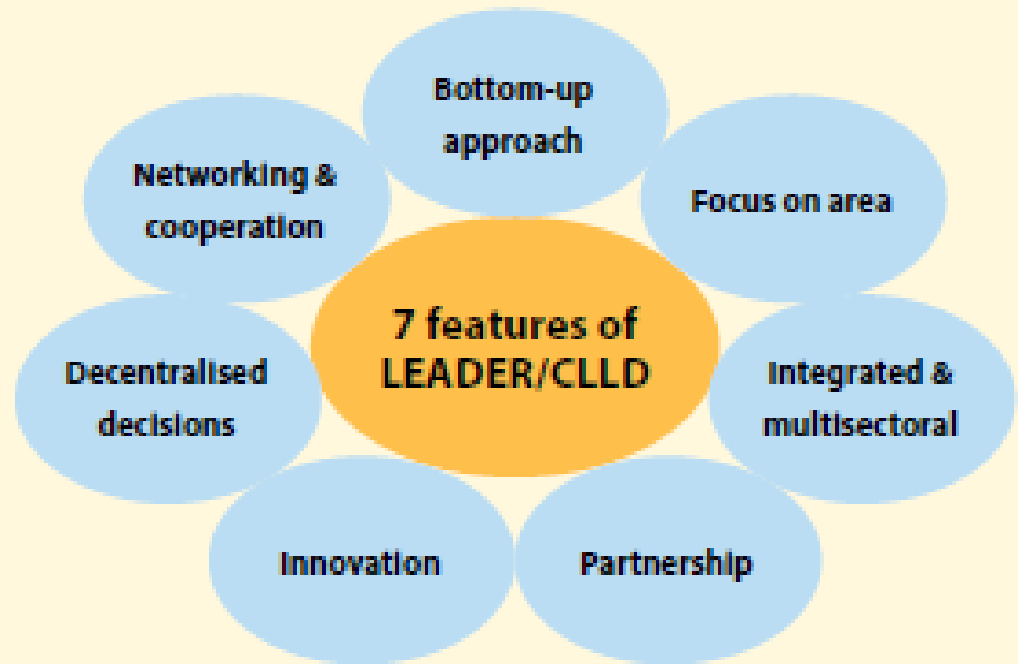 Bottom-up
approach
Networking &
cooperation
Focus on area
7 features of
LEADER/CLLD
Decentralised
decisions
Integrated &
multisectoral
Innovation
Partnership